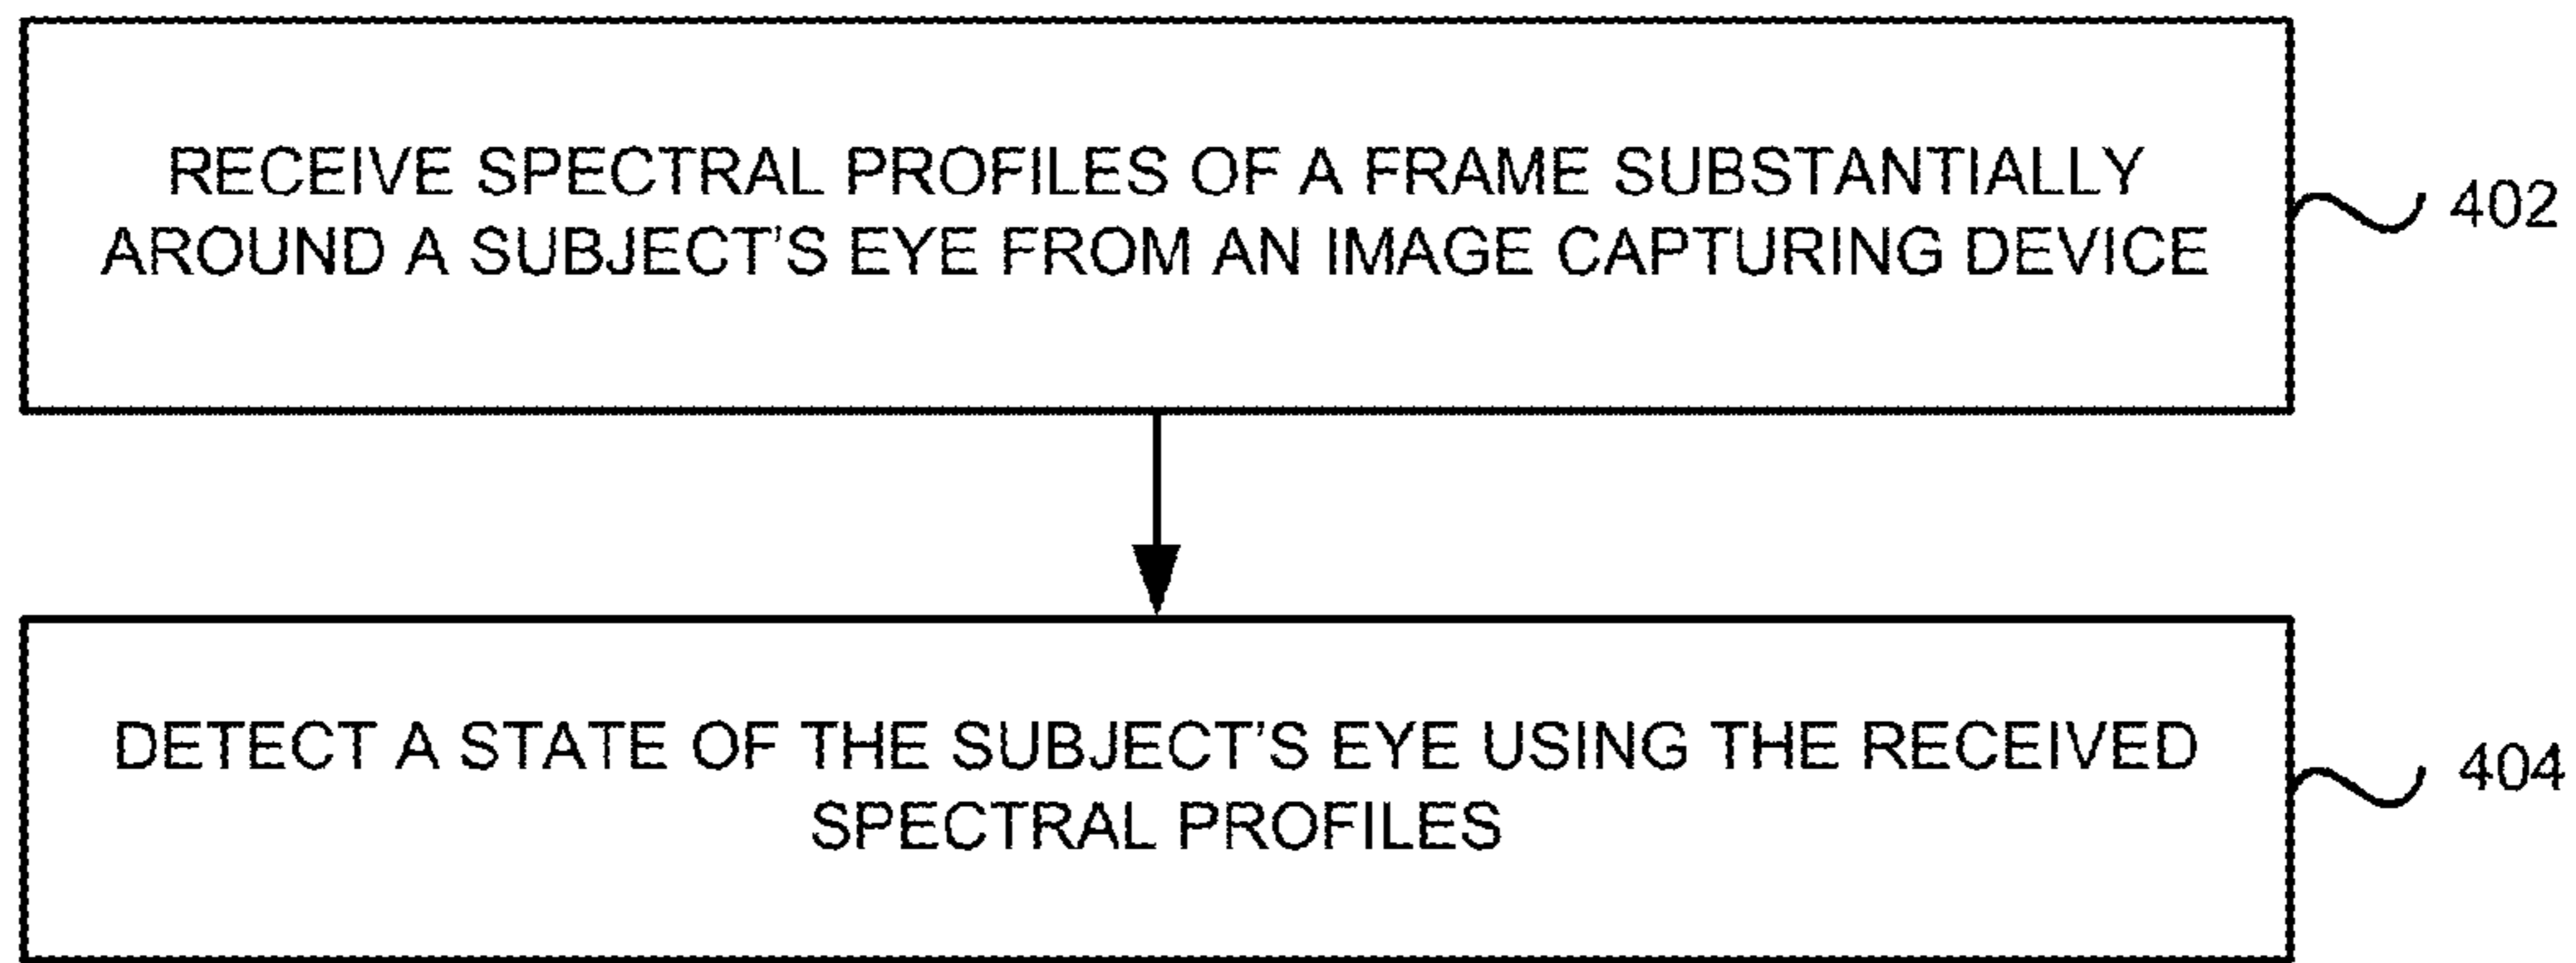 RECEIVE SPECTRAL PROFILES OF A FRAME SUBSTANTIALLY
AROUND A SUBJECT'S EYE FROM AN IMAGE CAPTURING DEVICE
402
DETECT A STATE OF THE SUBJECT'S EYE USING THE RECEIVED
SPECTRAL PROFILES
404